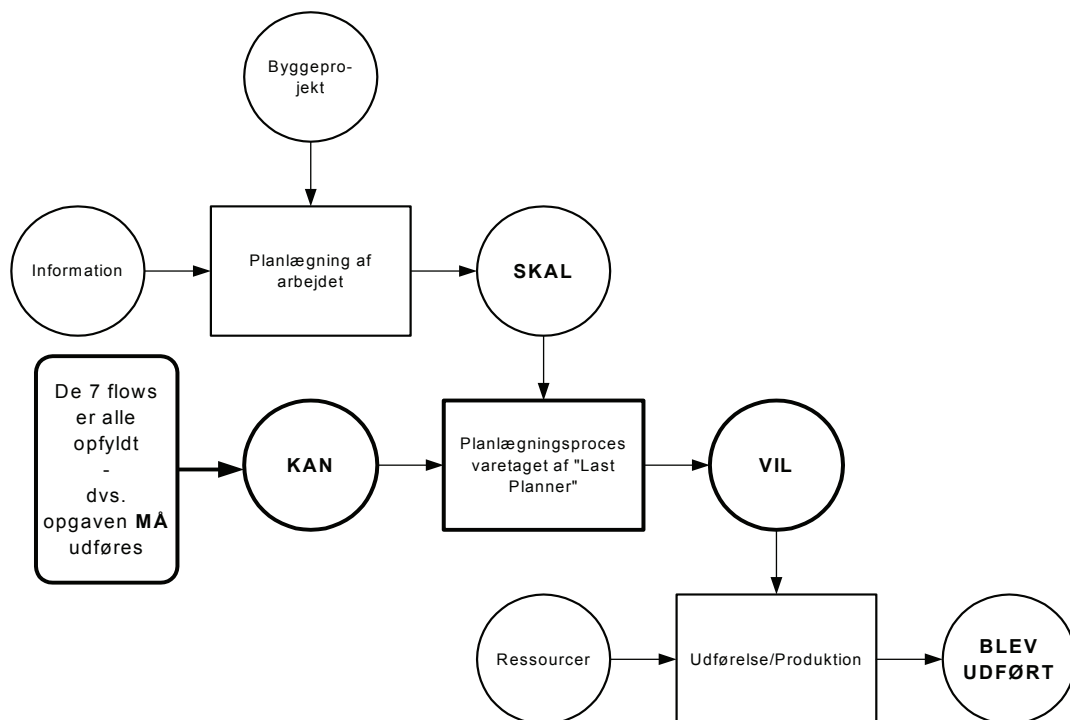 Byggepro-
jekt
Information
Planlægning af
arbejdet
SKAL
De 7 flows
er alle
opfyldt
-
dvs.
opgaven MÅ
udføres
KAN
Planlægningsproces
varetaget af "Last
Planner"
VIL
Ressourcer
Udførelse/Produktion
BLEV
UDFØRT